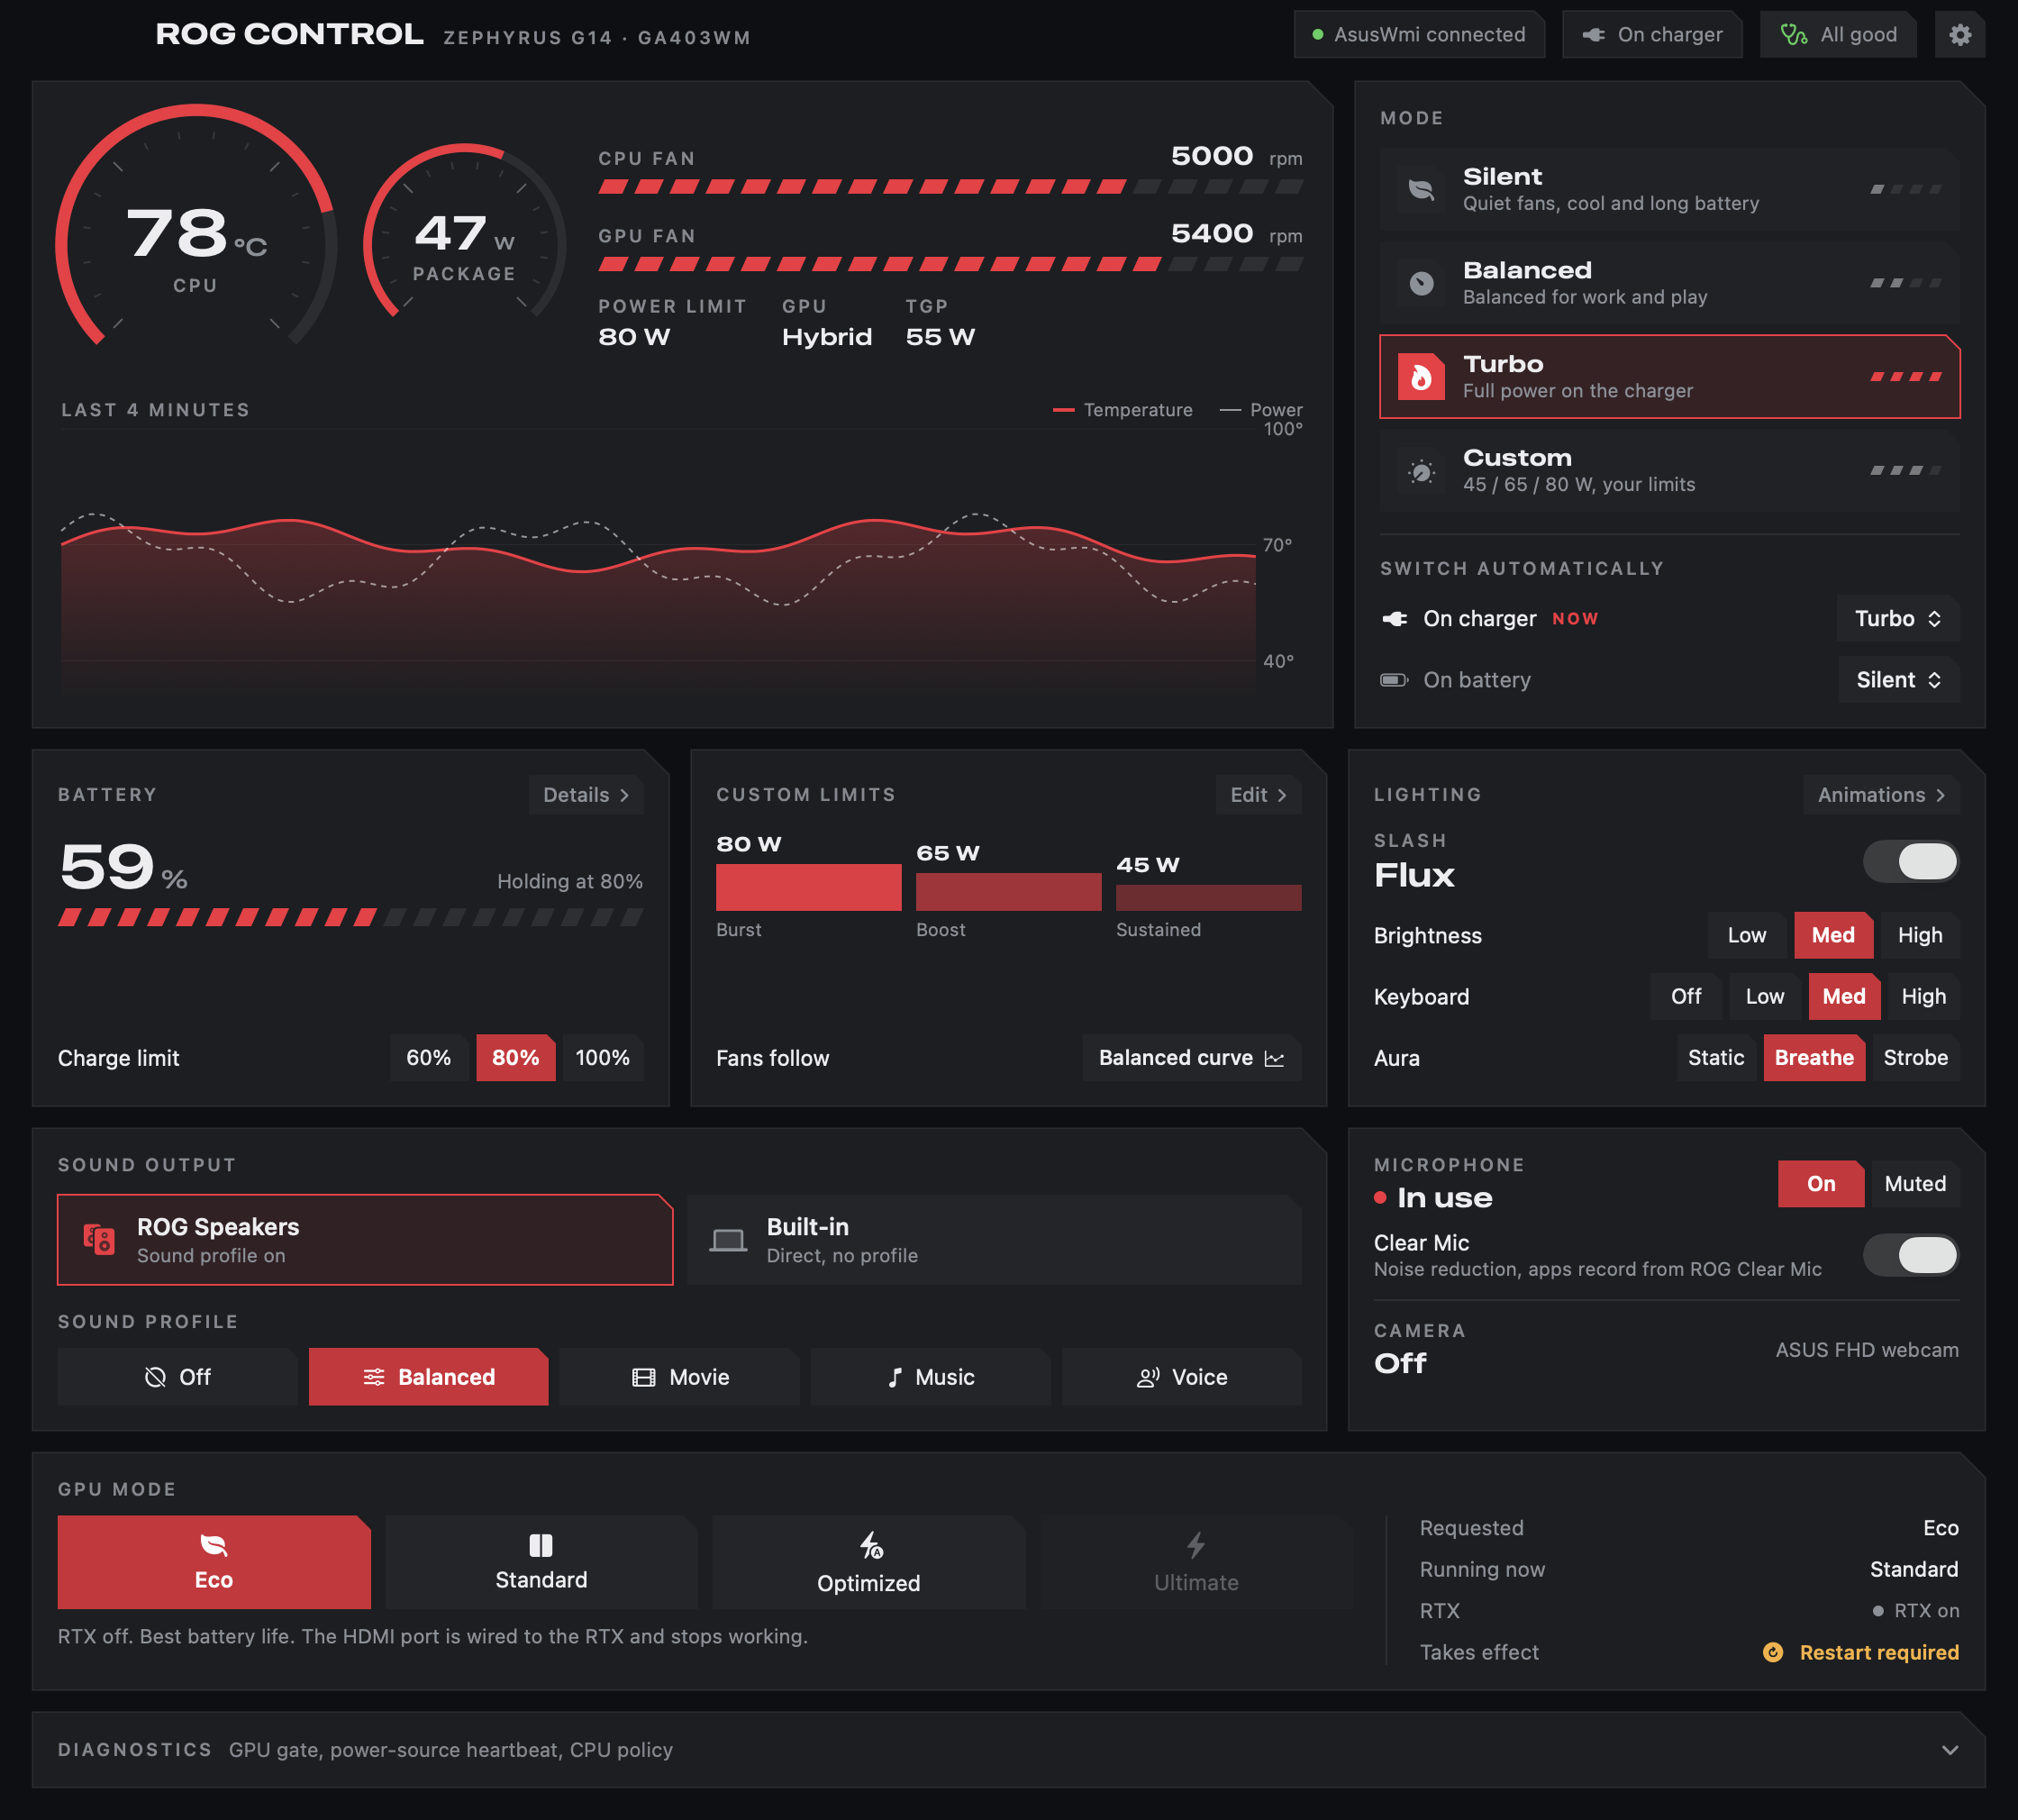 ROG CONTROL ZEPHYRUS G14 · GA403WM
AsusWmi connected
On charger
All good
78 °C
CPU
47 W
PACKAGE
CPU FAN 5000 rpm
GPU FAN 5400 rpm
POWER LIMIT GPU TGP
80 W Hybrid 55 W
LAST 4 MINUTES
Temperature Power
100°
70°
40°
MODE
Silent
Quiet fans, cool and long battery
Balanced
Balanced for work and play
Turbo
Full power on the charger
Custom
45 / 65 / 80 W, your limits
SWITCH AUTOMATICALLY
On charger NOW Turbo
On battery Silent
BATTERY Details
59 % Holding at 80%
Charge limit 60% 80% 100%
CUSTOM LIMITS Edit
80 W 65 W 45 W
Burst Boost Sustained
Fans follow Balanced curve
LIGHTING Animations
SLASH
Flux
Brightness Low Med High
Keyboard Off Low Med High
Aura Static Breathe Strobe
SOUND OUTPUT
ROG Speakers
Sound profile on
Built-in
Direct, no profile
SOUND PROFILE
Off Balanced Movie Music Voice
MICROPHONE
In use
On Muted
Clear Mic
Noise reduction, apps record from ROG Clear Mic
CAMERA
Off
ASUS FHD webcam
GPU MODE
Eco Standard Optimized Ultimate
RTX off. Best battery life. The HDMI port is wired to the RTX and stops working.
Requested Eco
Running now Standard
RTX RTX on
Takes effect Restart required
DIAGNOSTICS GPU gate, power-source heartbeat, CPU policy